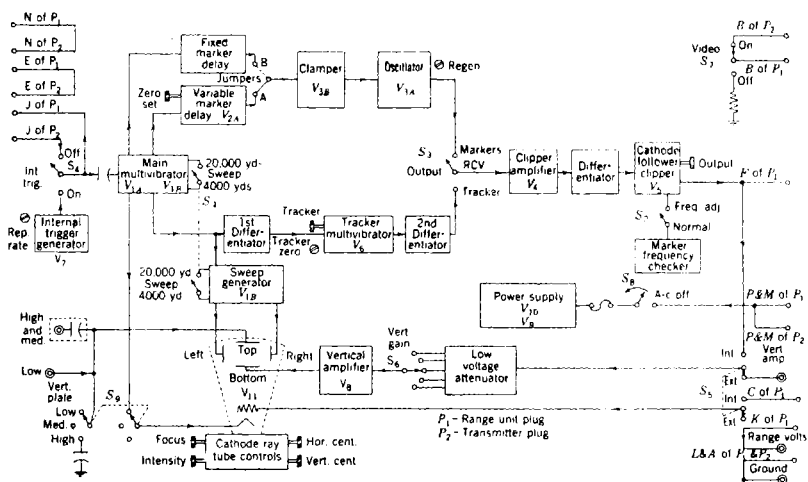 N of P1
N of P2
E of P1
E of P2
J of P1
J of P2
Off
S4
Int trig.
On
Rep. rate
Internal trigger generator
V7
Fixed marker delay
B
Jumpers
A
Zero set
Variable marker delay V2A
Clamper
V3B
Oscillator
V3A
Regen
Main multivibrator
V1A V1B
20,000 yd-
Sweep
4000 yds
S1
S3
Markers
RCV
Output
Tracker
Clipper amplifier
V4
Differentiator
Cathode follower clipper
V5
Output
F of P1
Video
S7
B of P2
On
B of P1
Off
1st Differ-
entiator
Tracker
Tracker zero
Tracker multivibrator
V6
2nd Differ-
entiator
S7
Freq. adj
Normal
Marker frequency checker
20,000 yd
Sweep
4000 yd
Sweep generator
V1B
Power supply
V9
S8
A-c off
P&M of P1
P&M of P2
High and med.
Low
Vert. plate
Low
Med.
High
S9
Left
Top
Right
Bottom
V11
Vertical amplifier
V8
Vert gain
S6
Low voltage attenuator
Int
Vert amp
Ext
S5
Int
C of P1
Ext
K of P1
Range volts
L&A of P1 &P2
Ground
P1 - Range unit plug
P2 - Transmitter plug
Focus
Intensity
Cathode ray tube controls
Hor. cent.
Vert. cent